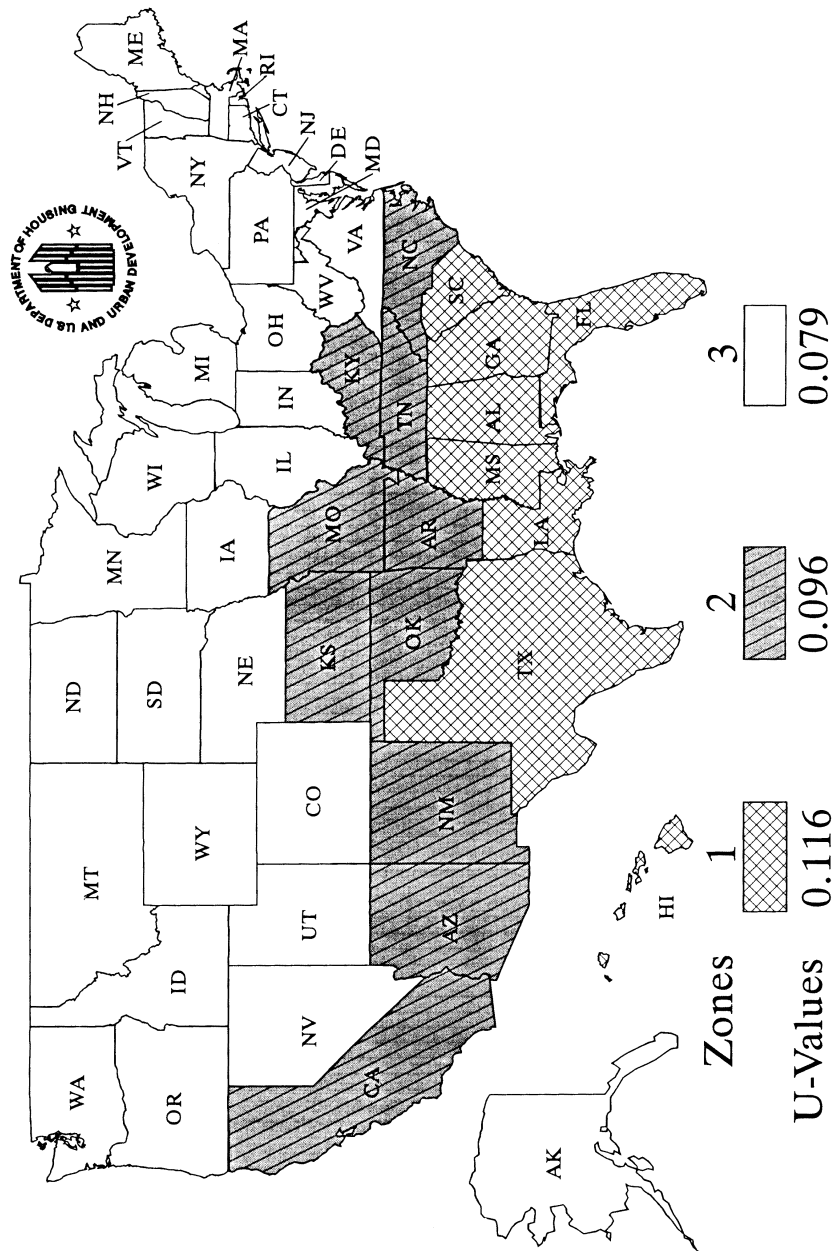 U.S. DEPARTMENT OF HOUSING
AND URBAN DEVELOPMENT
WA
OR
CA
NV
ID
MT
WY
UT
AZ
CO
NM
ND
SD
NE
KS
OK
TX
MN
IA
MO
AR
LA
WI
IL
MS
MI
IN
KY
TN
AL
OH
WV
GA
FL
SC
NC
VA
PA
NY
VT
NH
ME
MA
RI
CT
NJ
DE
MD
AK
HI
Zones 1 2 3
U-Values 0.116 0.096 0.079